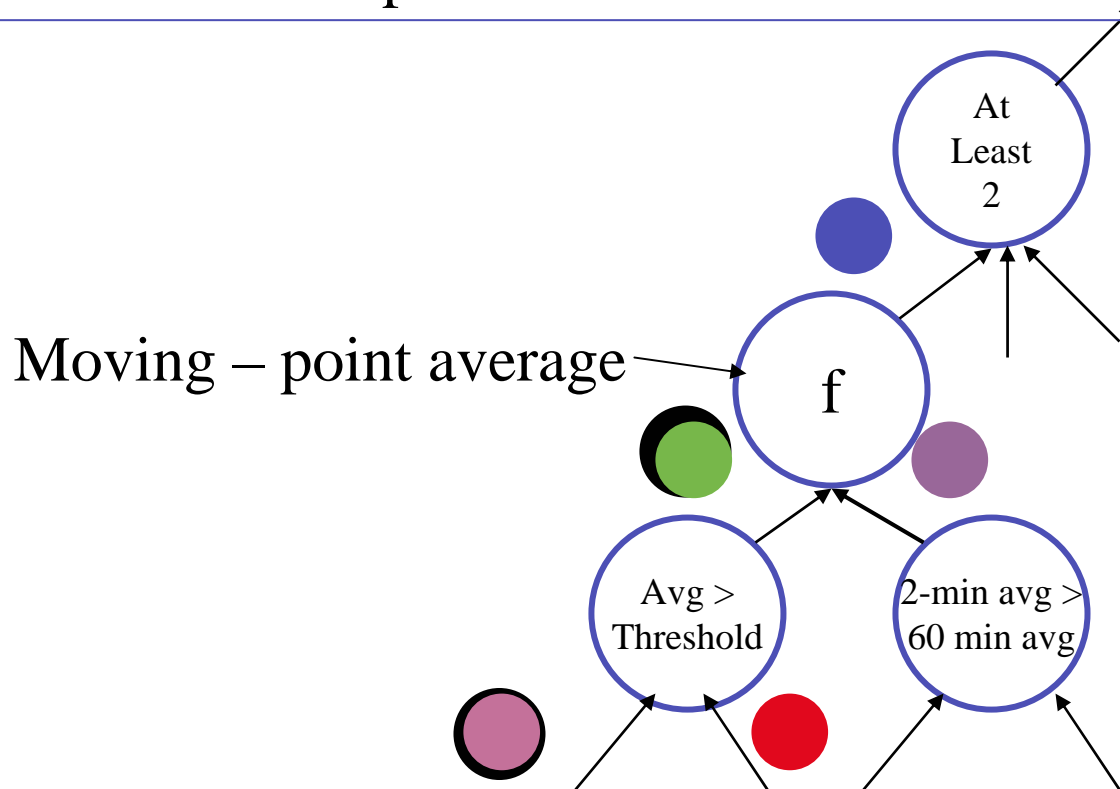 At
Least
2
Moving – point average
f
Avg >
Threshold
2-min avg >
60 min avg